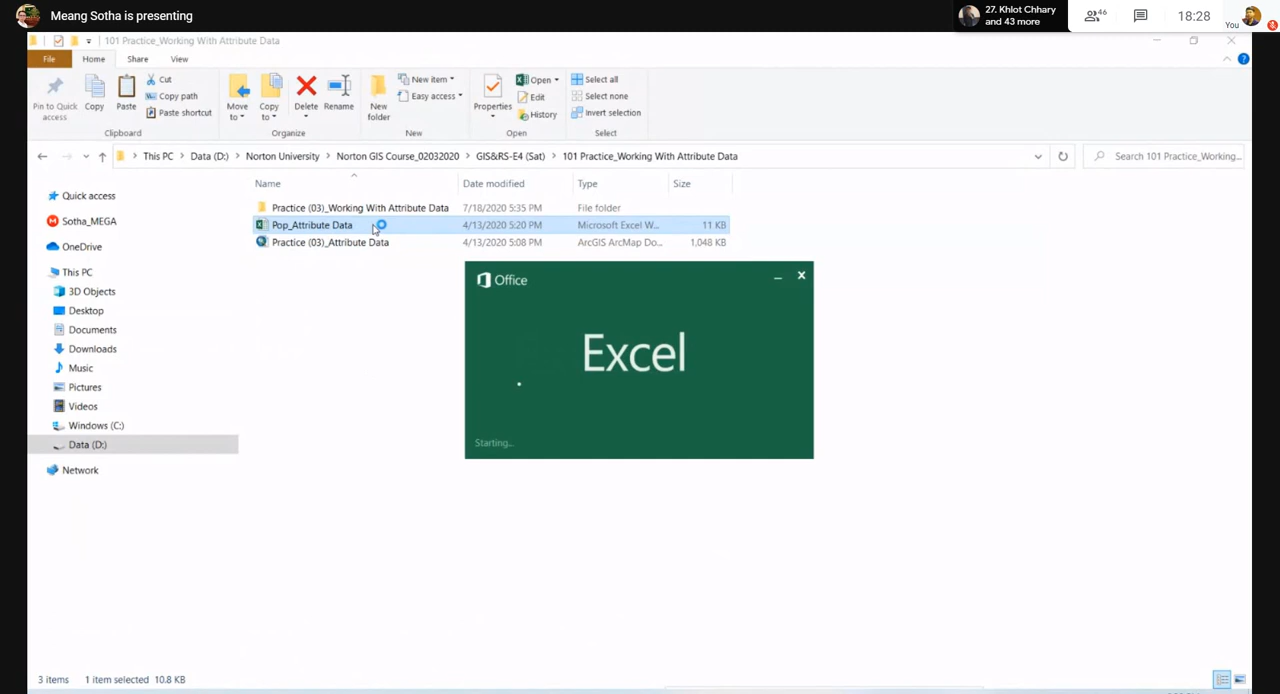 Meang Sotha is presenting
27. Khlot Chhary
and 43 more
46
18:28
You
101 Practice_Working With Attribute Data
File Home Share View
Pin to Quick access
Copy
Paste
Cut
Copy path
Paste shortcut
Clipboard
Move to
Copy to
Delete
Rename
Organize
New folder
New item
Easy access
New
Properties
Open
Edit
History
Open
Select all
Select none
Invert selection
Select
This PC > Data (D:) > Norton University > Norton GIS Course_02032020 > GIS&RS-E4 (Sat) > 101 Practice_Working With Attribute Data
Search 101 Practice_Working...
Name Date modified Type Size
Practice (03)_Working With Attribute Data 7/18/2020 5:35 PM File folder
Pop_Attribute Data 4/13/2020 5:20 PM Microsoft Excel W... 11 KB
Practice (03)_Attribute Data 4/13/2020 5:08 PM ArcGIS ArcMap Do... 1,048 KB
Quick access
Sotha_MEGA
OneDrive
This PC
3D Objects
Desktop
Documents
Downloads
Music
Pictures
Videos
Windows (C:)
Data (D:)
Network
Office
Excel
Starting...
3 items 1 item selected 10.8 KB